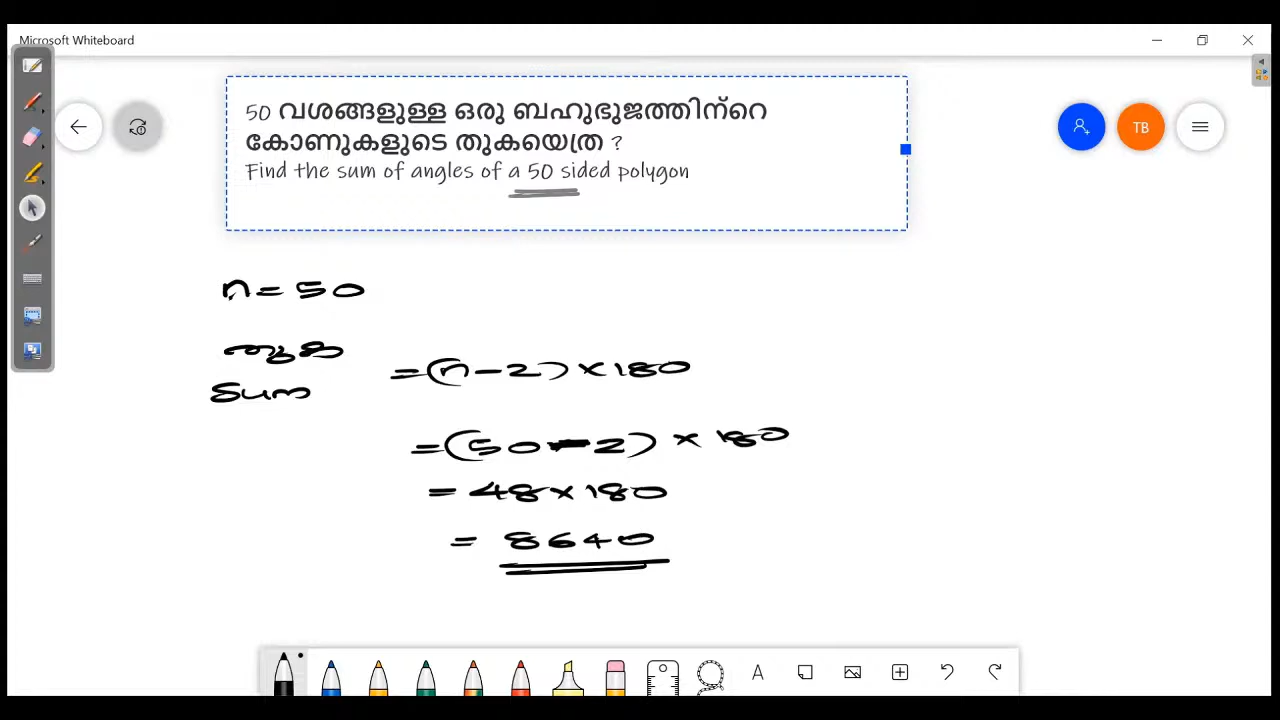 Microsoft Whiteboard
50 വശങ്ങളുള്ള ഒരു ബഹുഭുജത്തിന്റെ
കോണുകളുടെ തുകയെത്ര ?
Find the sum of angles of a 50 sided polygon
TB
n = 50
തുക
Sum
= (n - 2) × 180
= (50 - 2) × 180
= 48 × 180
= 8640
A